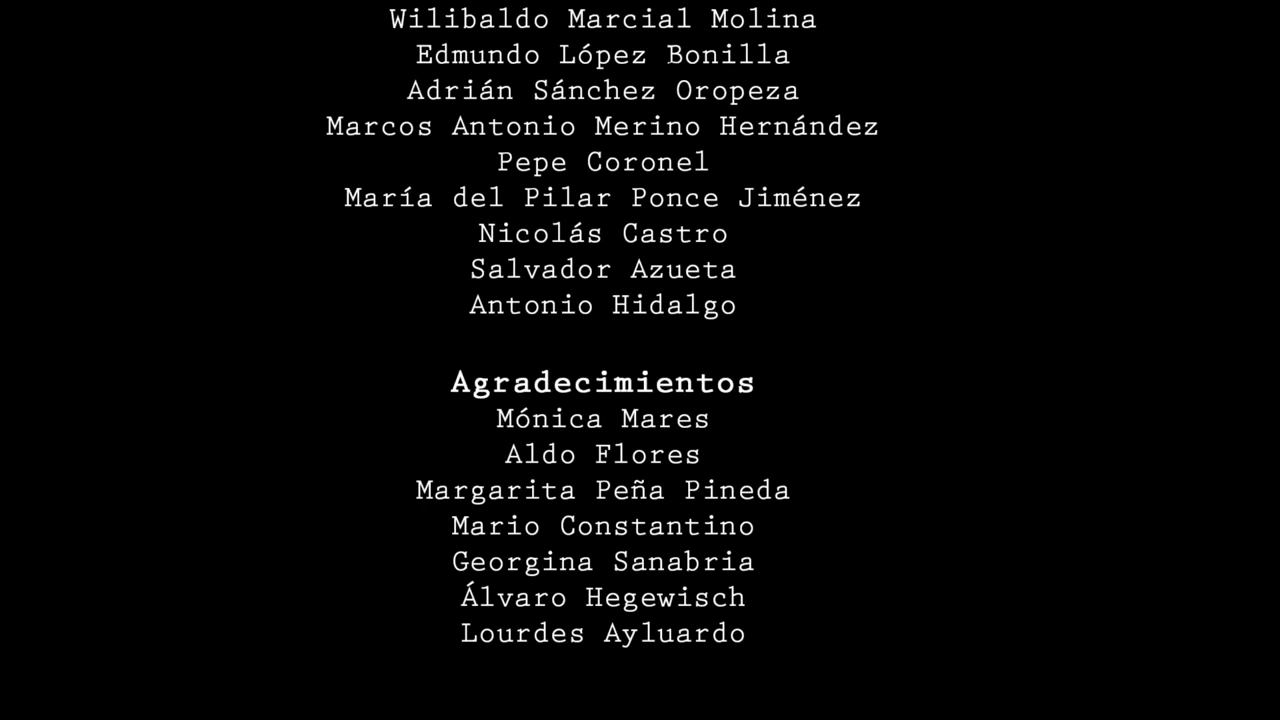 Wilibaldo Marcial Molina
Edmundo López Bonilla
Adrián Sánchez Oropeza
Marcos Antonio Merino Hernández
Pepe Coronel
María del Pilar Ponce Jiménez
Nicolás Castro
Salvador Azueta
Antonio Hidalgo
Agradecimientos
Mónica Mares
Aldo Flores
Margarita Peña Pineda
Mario Constantino
Georgina Sanabria
Álvaro Hegewisch
Lourdes Ayluardo